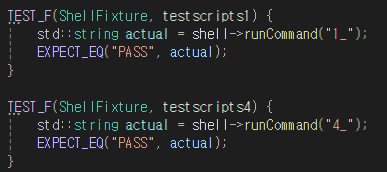 TEST_F(ShellFixture, testscripts1) {
    std::string actual = shell->runCommand("1_");
    EXPECT_EQ("PASS", actual);
}
TEST_F(ShellFixture, testscripts4) {
    std::string actual = shell->runCommand("4_");
    EXPECT_EQ("PASS", actual);
}